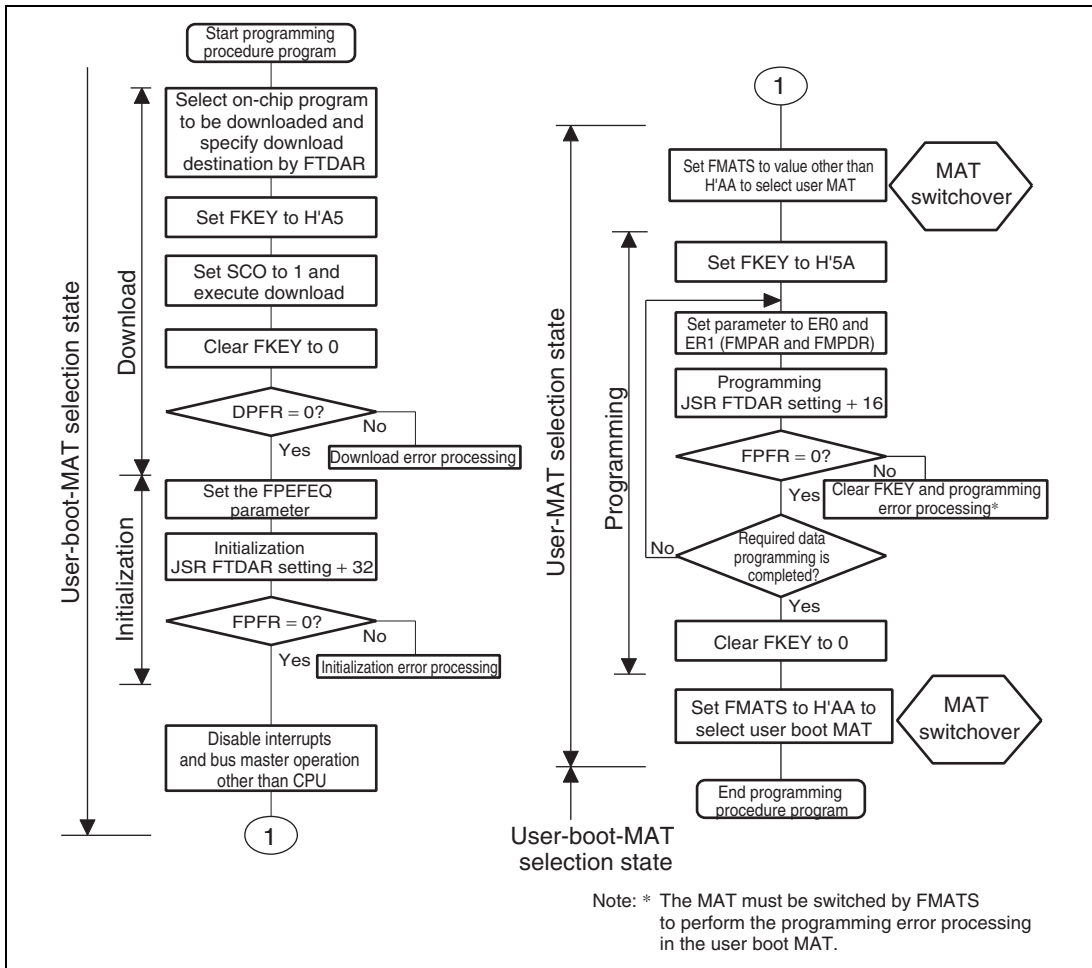 Start programming
procedure program
Select on-chip program
to be downloaded and
specify download
destination by FTDAR
Set FKEY to H'A5
Set SCO to 1 and
execute download
Clear FKEY to 0
DPFR = 0?
No
Yes
Download error processing
Set the FPEFEQ
parameter
Initialization
JSR FTDAR setting + 32
FPFR = 0?
No
Yes
Initialization error processing
Disable interrupts
and bus master operation
other than CPU
1
User-boot-MAT selection state
Download
Initialization
1
Set FMATS to value other than
H'AA to select user MAT
MAT
switchover
Set FKEY to H'5A
Set parameter to ER0 and
ER1 (FMPAR and FMPDR)
Programming
JSR FTDAR setting + 16
FPFR = 0?
No
Yes
Clear FKEY and programming
error processing*
Required data
programming is
completed?
No
Yes
Clear FKEY to 0
Set FMATS to H'AA to
select user boot MAT
MAT
switchover
End programming
procedure program
User-MAT selection state
Programming
User-boot-MAT
selection state
Note: * The MAT must be switched by FMATS
to perform the programming error processing
in the user boot MAT.